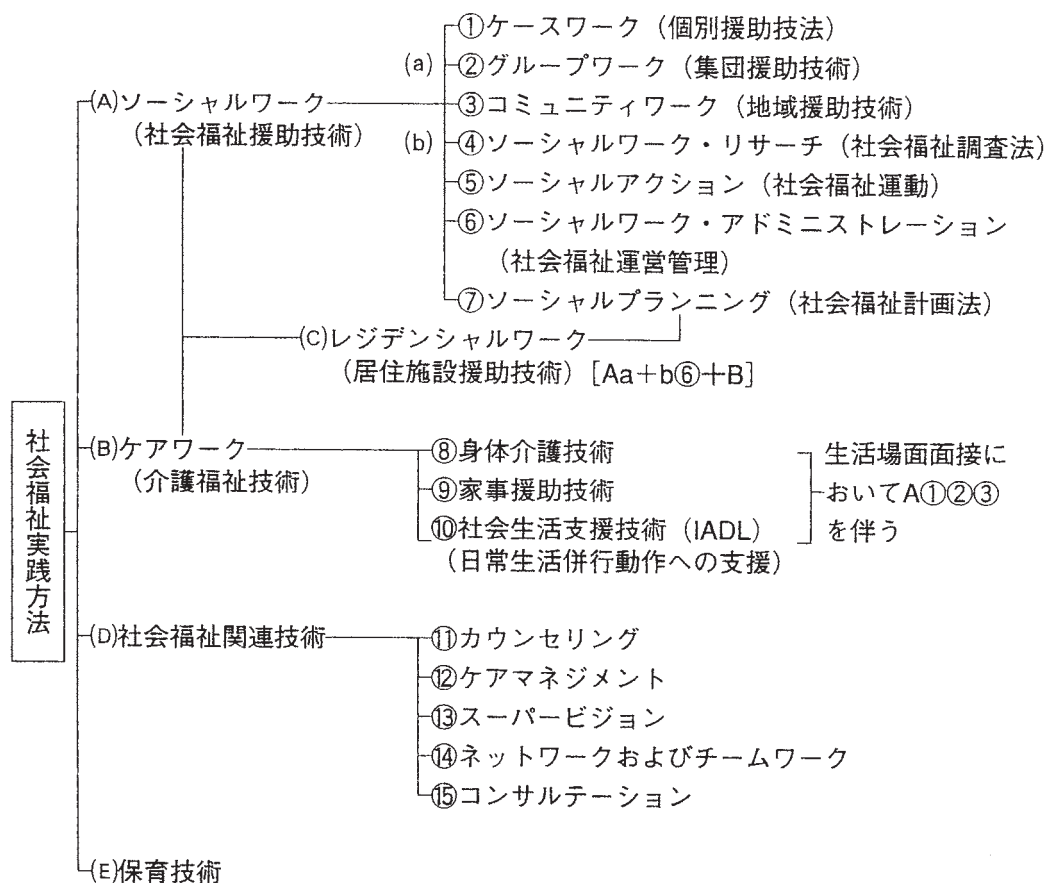 ①ケースワーク（個別援助技法）
(a) ②グループワーク（集団援助技術）
(A)ソーシャルワーク ③コミュニティワーク（地域援助技術）
（社会福祉援助技術） (b) ④ソーシャルワーク・リサーチ（社会福祉調査法）
⑤ソーシャルアクション（社会福祉運動）
⑥ソーシャルワーク・アドミニストレーション
（社会福祉運営管理）
⑦ソーシャルプランニング（社会福祉計画法）
(C)レジデンシャルワーク
（居住施設援助技術）［Aa＋b⑥＋B］
社会福祉実践方法
(B)ケアワーク ⑧身体介護技術 生活場面面接に
（介護福祉技術） ⑨家事援助技術 おいてA①②③
⑩社会生活支援技術（IADL） を伴う
（日常生活併行動作への支援）
(D)社会福祉関連技術 ⑪カウンセリング
⑫ケアマネジメント
⑬スーパービジョン
⑭ネットワークおよびチームワーク
⑮コンサルテーション
(E)保育技術